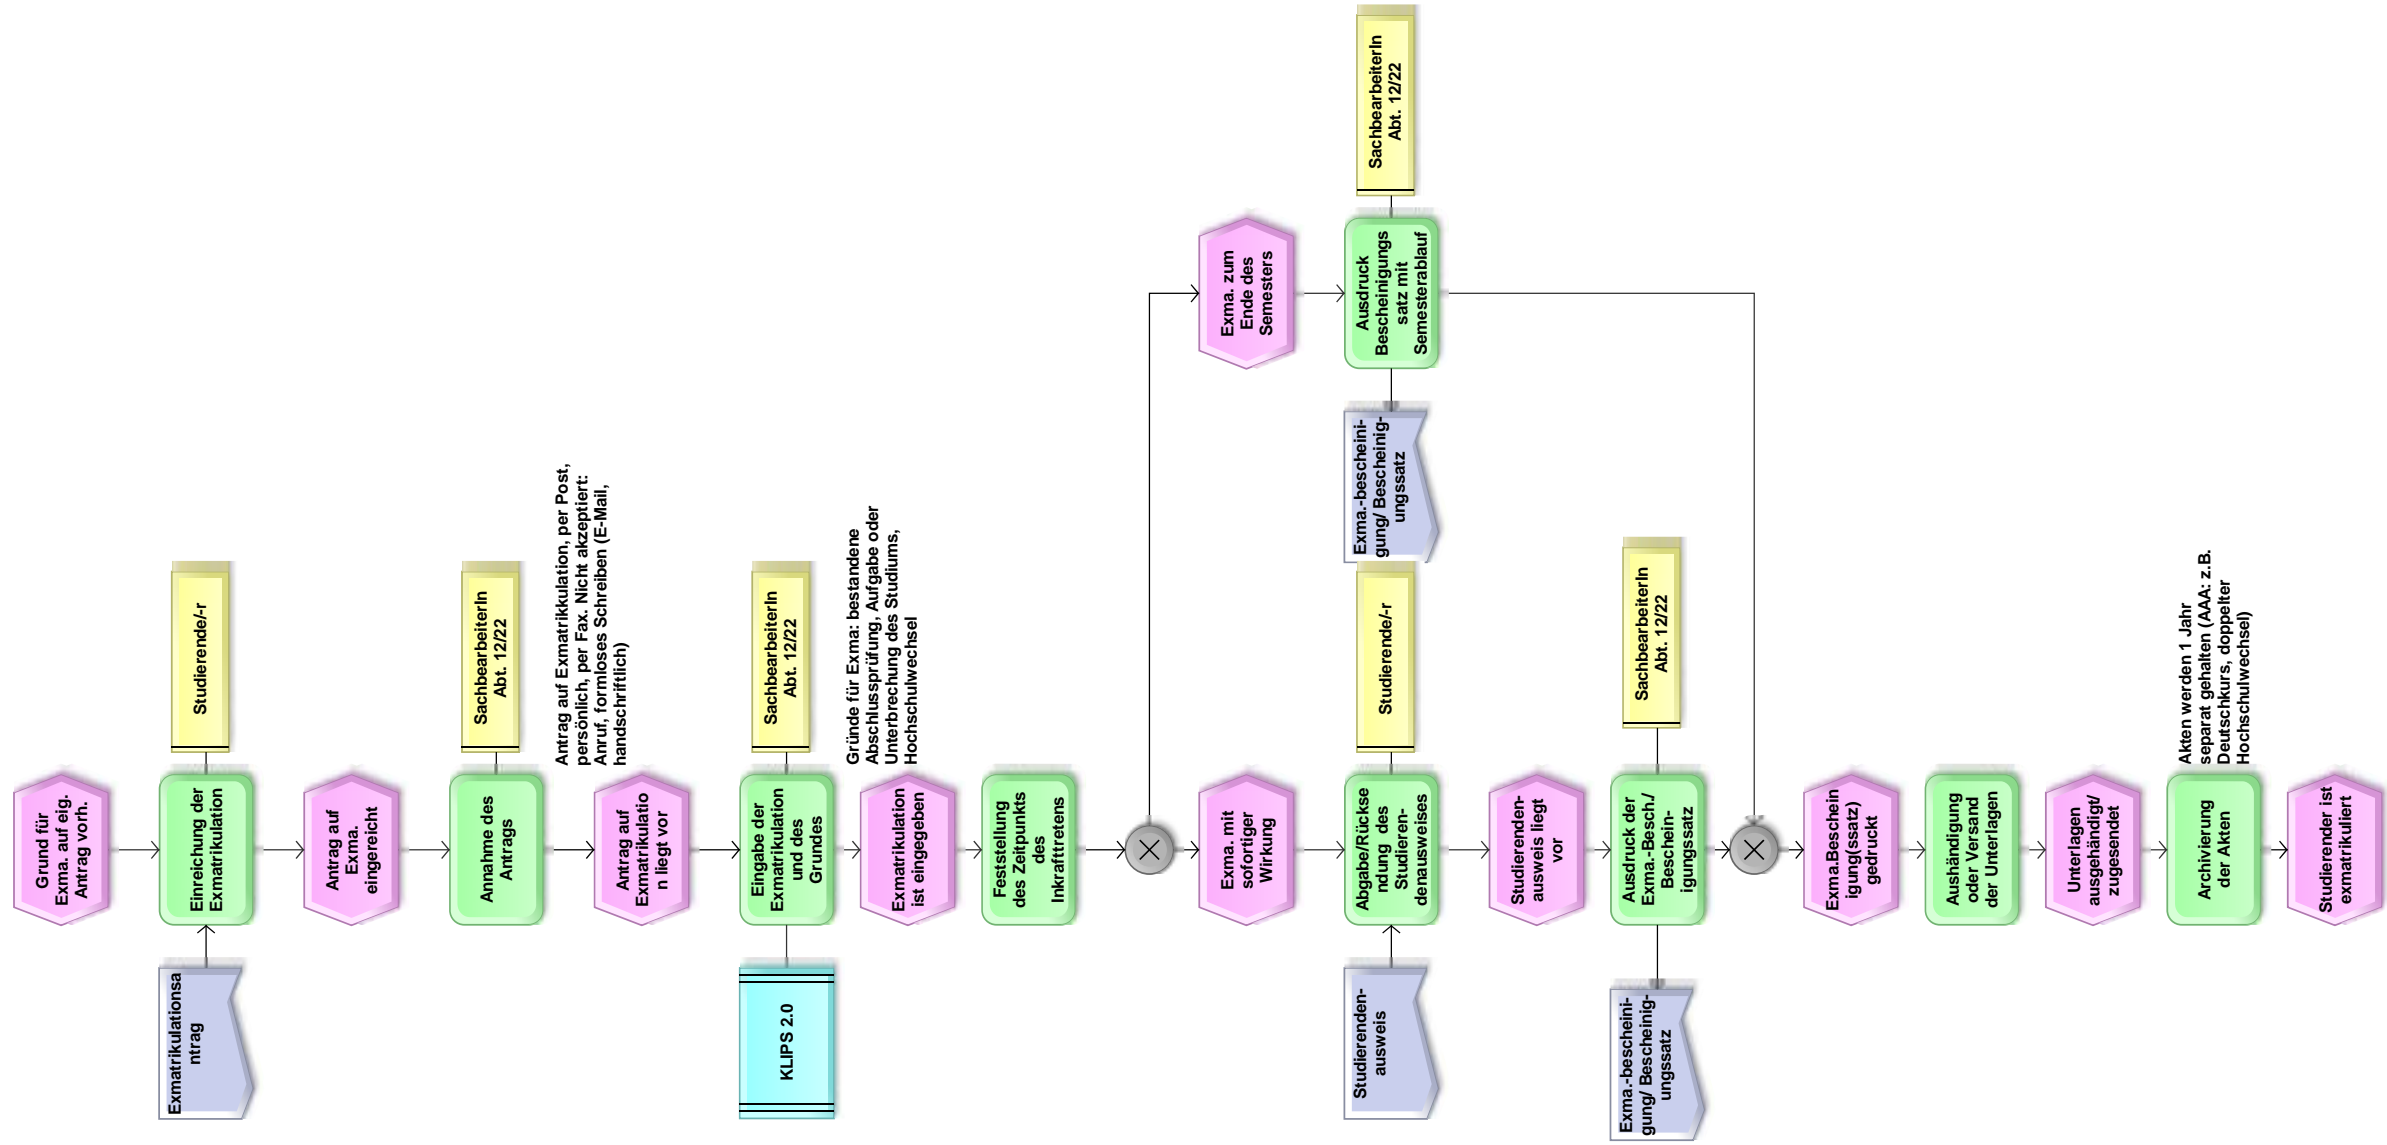 Grund für
Exma. auf eig.
Antrag vorh.
Exmatrikulationsa
ntrag
Einreichung der
Exmatrikulation
Studierende/-r
Antrag auf
Exma.
eingereicht
Annahme des
Antrags
SachbearbeiterIn
Abt. 12/22
Antrag auf Exmatrikkulation, per Post,
persönlich, per Fax. Nicht akzeptiert:
Anruf, formloses Schreiben (E-Mail,
handschriftlich)
Antrag auf
Exmatrikulatio
n liegt vor
KLIPS 2.0
Eingabe der
Exmatrikulation
und des
Grundes
SachbearbeiterIn
Abt. 12/22
Gründe für Exma: bestandene
Abschlussprüfung, Aufgabe oder
Unterbrechung des Studiums,
Hochschulwechsel
Exmatrikulation
ist eingegeben
Feststellung
des Zeitpunkts
des
Inkrafttretens
Exma. mit
sofortiger
Wirkung
Exma. zum
Ende des
Semesters
Studierenden-
ausweis
Abgabe/Rückse
ndung des
Studieren-
denausweises
Studierende/-r
Exma.-bescheini-
gung/ Bescheinig-
ungssatz
Ausdruck
Bescheinigungs
satz mit
Semesterablauf
SachbearbeiterIn
Abt. 12/22
Studierenden-
ausweis liegt
vor
Exma.-bescheini-
gung/ Bescheinig-
ungssatz
Ausdruck der
Exma.-Besch./
Beschein-
igungssatz
SachbearbeiterIn
Abt. 12/22
Exma.Beschein
igung(satz)
gedruckt
Aushändigung
oder Versand
der Unterlagen
Unterlagen
ausgehändigt/
zugesendet
Archivierung
der Akten
Akten werden 1 Jahr
separat gehalten (AAA: z.B.
Deutschkurs, doppelter
Hochschulwechsel)
Studierender ist
exmatrikuliert